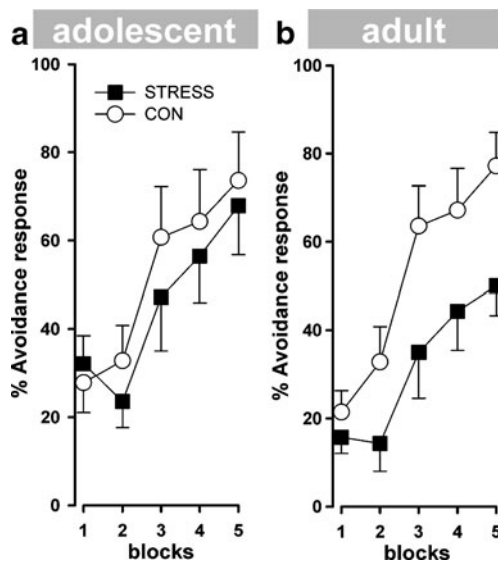 a adolescent
100
80
60
40
20
0
% Avoidance response
STRESS
CON
1 2 3 4 5
blocks
b adult
100
80
60
40
20
0
% Avoidance response
1 2 3 4 5
blocks